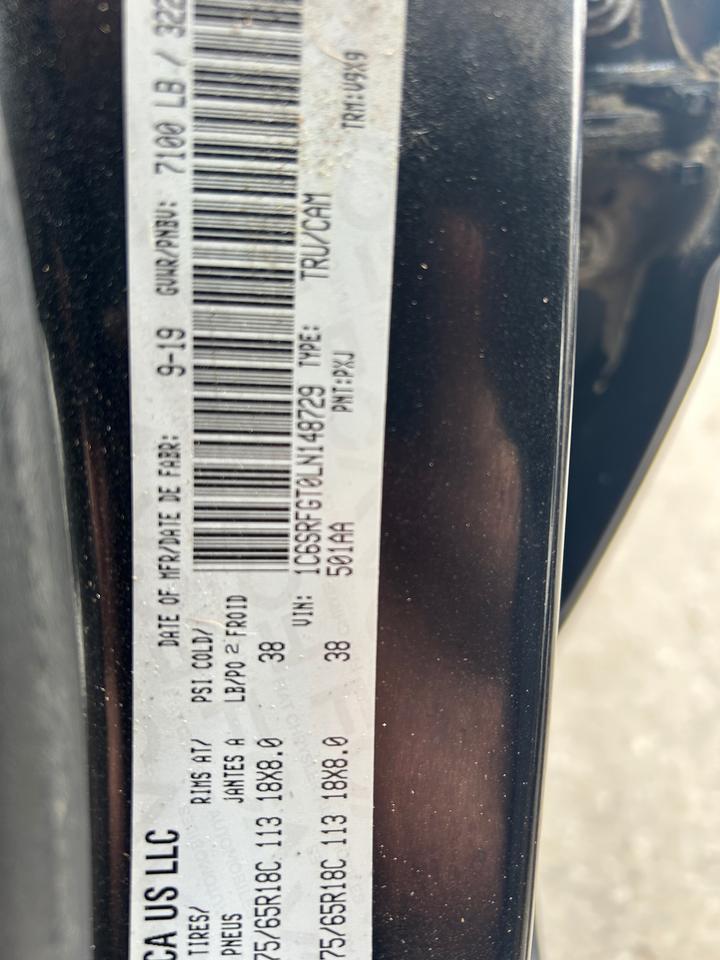 CA US LLC
DATE OF MFR/DATE DE FABR: 9-19 GVWR/PNBV: 7100 LB / 322
TIRES/ RIMS AT/ PSI COLD/
PNEUS JANTES A LB/PO 2 FROID
75/65R18C 113 18X8.0 38
VIN: 1C6SRFGT0LN148729 TYPE: TRU/CAM
75/65R18C 113 18X8.0 38
501AA PNT:PXJ TRM:V9X9